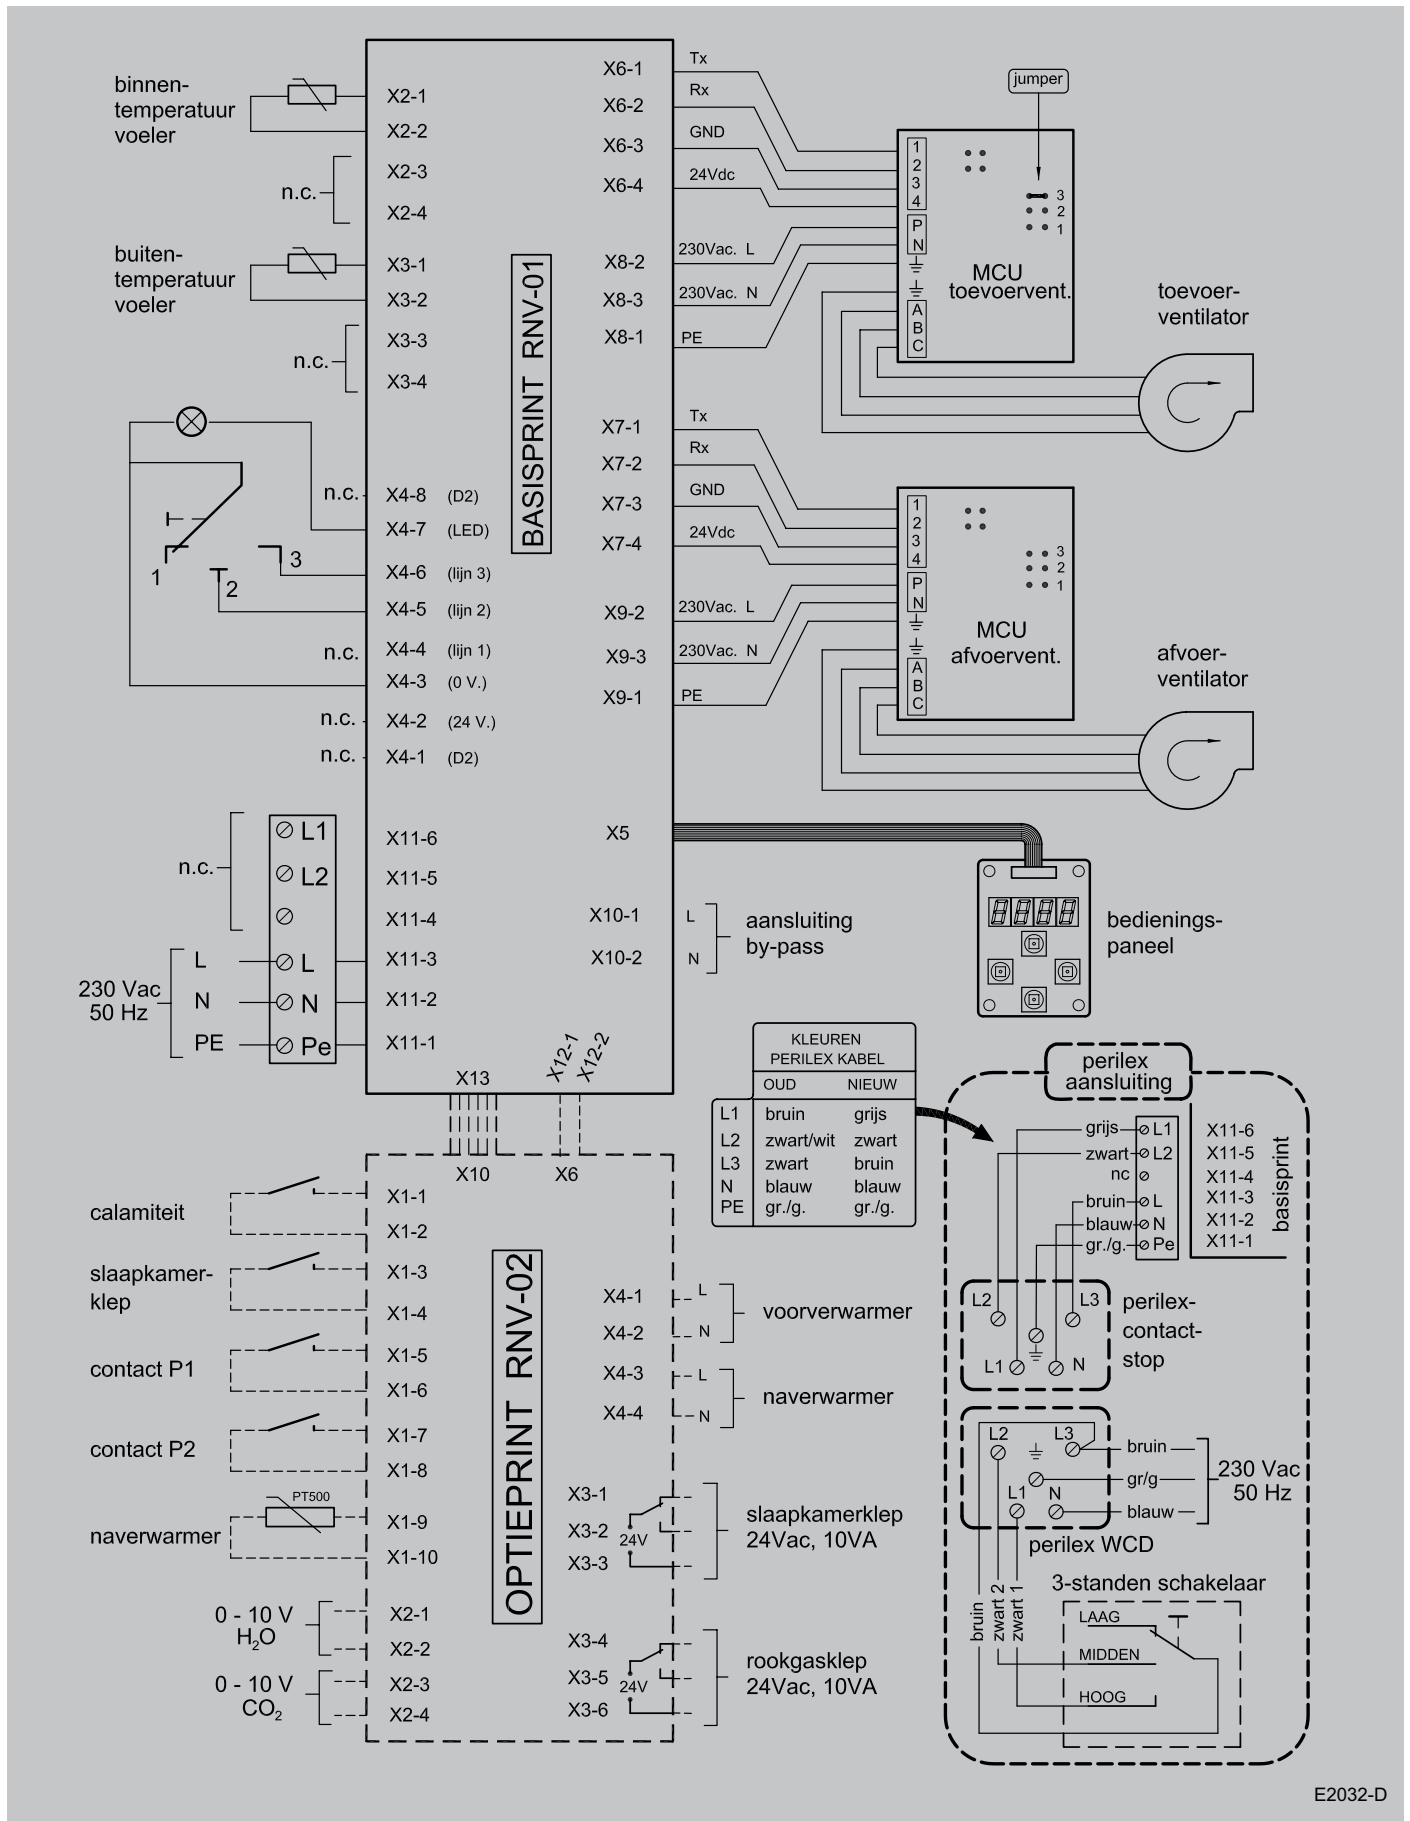 binnen-
temperatuur
voeler
X2-1
X2-2
n.c.
X2-3
X2-4
buiten-
temperatuur
voeler
X3-1
X3-2
n.c.
X3-3
X3-4
n.c.
X4-8 (D2)
X4-7 (LED)
1
2
3
X4-6 (lijn 3)
X4-5 (lijn 2)
n.c.
X4-4 (lijn 1)
X4-3 (0 V.)
n.c.
X4-2 (24 V.)
n.c.
X4-1 (D2)
n.c.
L1
L2
X11-6
X11-5
X11-4
230 Vac
50 Hz
L
N
PE
L
N
Pe
X11-3
X11-2
X11-1
BASISPRINT RNV-01
X6-1
X6-2
X6-3
X6-4
X8-2
X8-3
X8-1
Tx
Rx
GND
24Vdc
230Vac. L
230Vac. N
PE
1
2
3
4
P
N
A
B
C
jumper
3
2
1
MCU
toevoervent.
toevoer-
ventilator
X7-1
X7-2
X7-3
X7-4
X9-2
X9-3
X9-1
Tx
Rx
GND
24Vdc
230Vac. L
230Vac. N
PE
1
2
3
4
P
N
A
B
C
3
2
1
MCU
afvoervent.
afvoer-
ventilator
X5
bedienings-
paneel
X10-1
X10-2
L
N
aansluiting
by-pass
X13
X12-1
X12-2
X10
X6
KLEUREN
PERILEX KABEL
OUD NIEUW
L1 bruin grijs
L2 zwart/wit zwart
L3 zwart bruin
N blauw blauw
PE gr./g. gr./g.
calamiteit
X1-1
X1-2
slaapkamer-
klep
X1-3
X1-4
contact P1
X1-5
X1-6
contact P2
X1-7
X1-8
naverwarmer
PT500
X1-9
X1-10
0 - 10 V
H2O
X2-1
X2-2
0 - 10 V
CO2
X2-3
X2-4
OPTIEPRINT RNV-02
X4-1
X4-2
L
N
voorverwarmer
X4-3
X4-4
L
N
naverwarmer
X3-1
X3-2
X3-3
24V
slaapkamerklep
24Vac, 10VA
X3-4
X3-5
X3-6
24V
rookgasklep
24Vac, 10VA
perilex
aansluiting
grijs L1 X11-6
zwart L2 X11-5
nc X11-4
bruin L X11-3
blauw N X11-2
gr./g. Pe X11-1
basisprint
L2
L3
L1
N
perilex-
contact-
stop
L2
L3
L1
N
bruin
gr/g
blauw
230 Vac
50 Hz
perilex WCD
bruin
zwart 2
zwart 1
3-standen schakelaar
LAAG
MIDDEN
HOOG
E2032-D